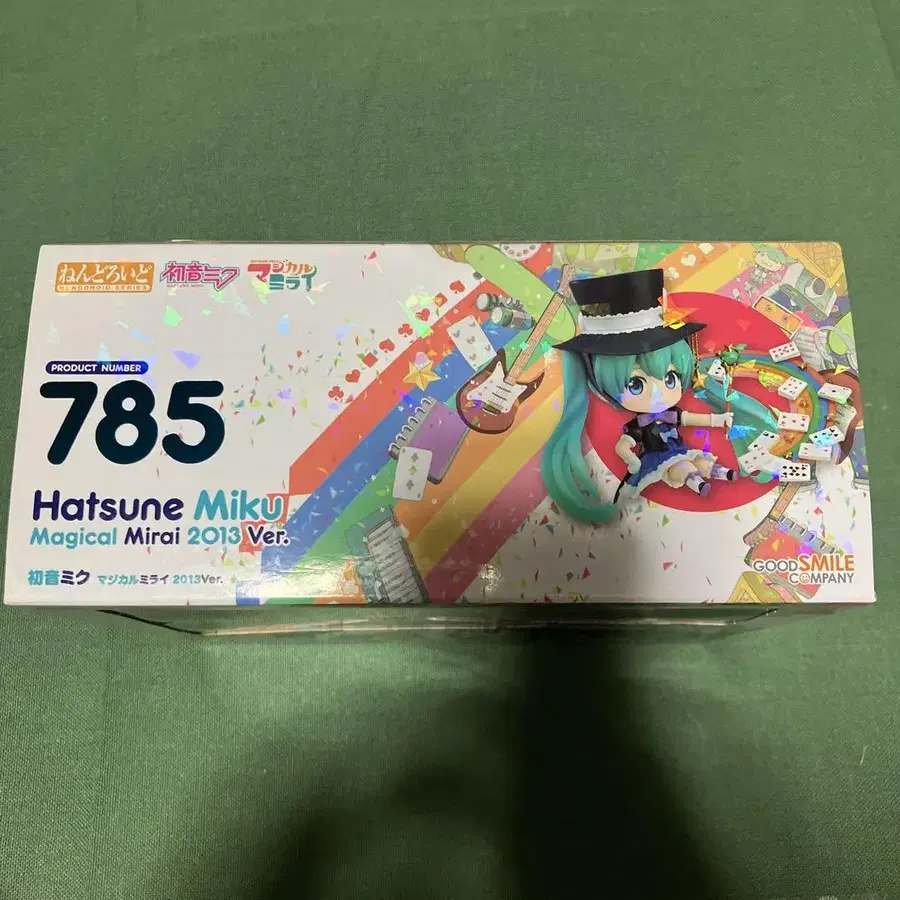 ねんどろいど
NENDOROID SERIES
初音ミク
HATSUNE MIKU
マジカル
ミライ
PRODUCT NUMBER
785
Hatsune Miku
Magical Mirai 2013 Ver.
初音ミク マジカルミライ 2013Ver.
GOOD SMILE
COMPANY